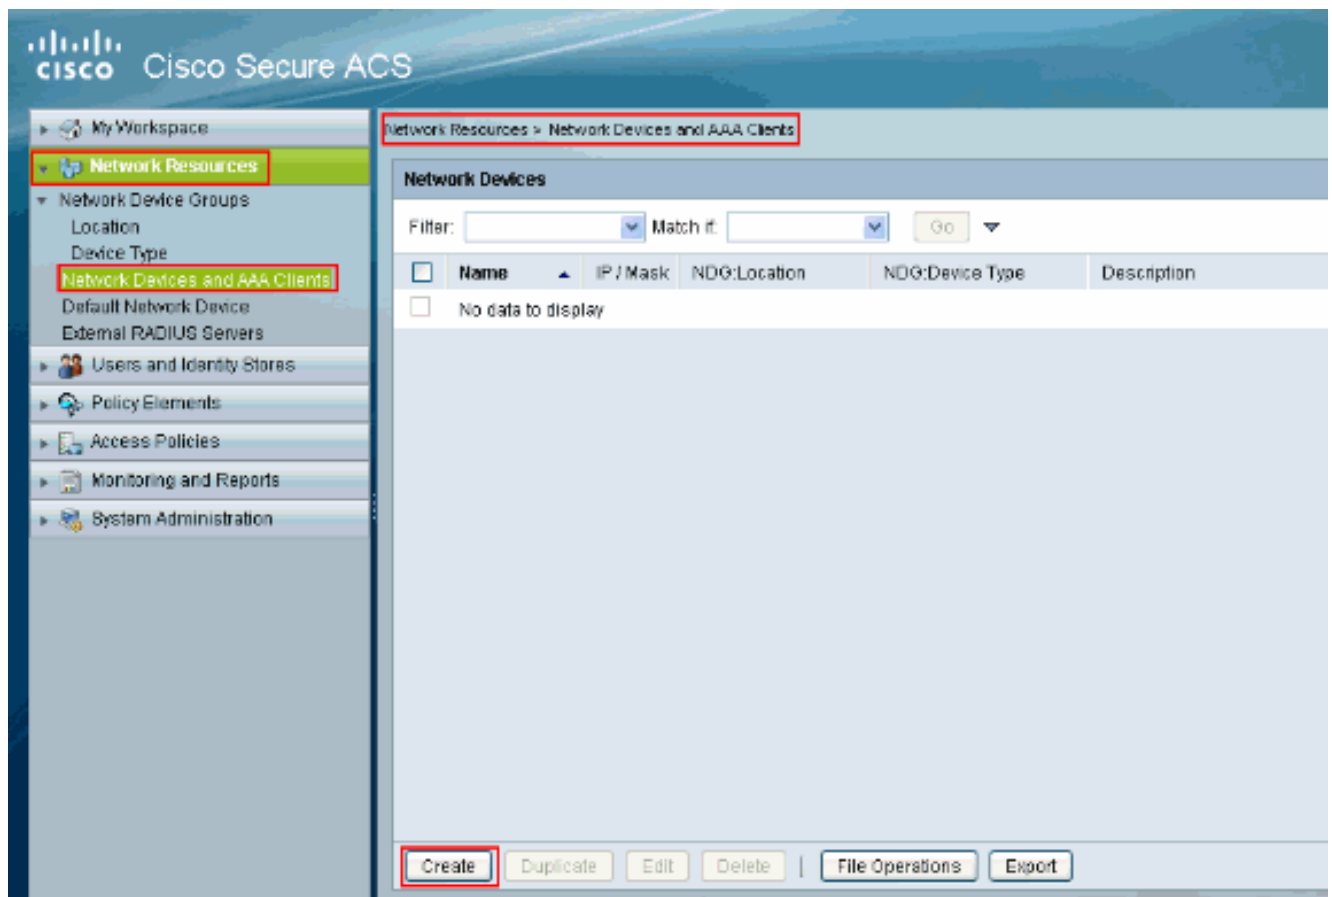 CISCO Cisco Secure ACS
My Workspace
Network Resources
Network Device Groups
Location
Device Type
Network Devices and AAA Clients
Default Network Device
External RADIUS Servers
Users and Identity Stores
Policy Elements
Access Policies
Monitoring and Reports
System Administration
Network Resources > Network Devices and AAA Clients
Network Devices
Filter: Match if: Go
Name IP / Mask NDG:Location NDG:Device Type Description
No data to display
Create Duplicate Edit Delete | File Operations Export